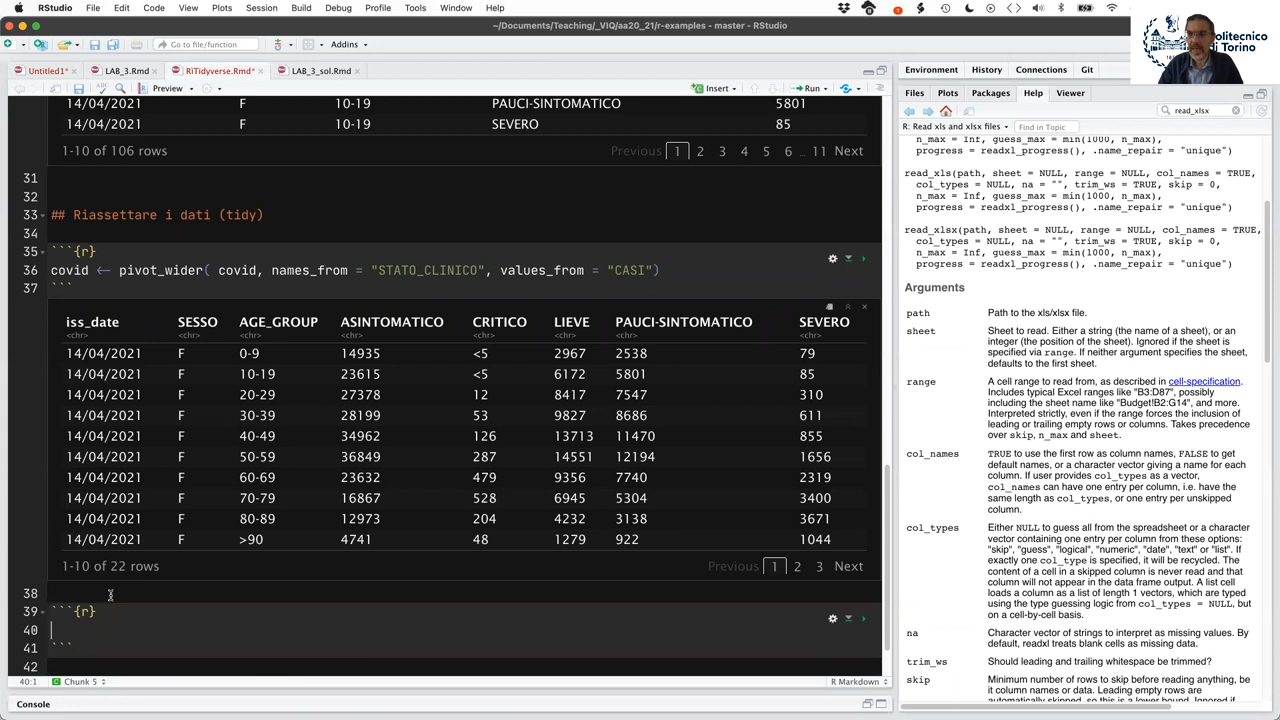 RStudio File Edit Code View Plots Session Build Debug Profile Tools Window Help
~/Documents/Teaching/_VIQ/aa20_21/r-examples - master - RStudio
Go to file/function Addins
Politecnico
di Torino
Untitled1* LAB_3.Rmd RiTidyverse.Rmd* LAB_3_sol.Rmd
Preview Insert Run
14/04/2021 F 10-19 PAUCI-SINTOMATICO 5801
14/04/2021 F 10-19 SEVERO 85
1-10 of 106 rows Previous 1 2 3 4 5 6 ... 11 Next
31
32
33 ## Riassettare i dati (tidy)
34
35 ```{r}
36 covid <- pivot_wider( covid, names_from = "STATO_CLINICO", values_from = "CASI")
37 ```
iss_date SESSO AGE_GROUP ASINTOMATICO CRITICO LIEVE PAUCI-SINTOMATICO SEVERO
<chr> <chr> <chr> <chr> <chr> <chr> <chr> <chr>
14/04/2021 F 0-9 14935 <5 2967 2538 79
14/04/2021 F 10-19 23615 <5 6172 5801 85
14/04/2021 F 20-29 27378 12 8417 7547 310
14/04/2021 F 30-39 28199 53 9827 8686 611
14/04/2021 F 40-49 34962 126 13713 11470 855
14/04/2021 F 50-59 36849 287 14551 12194 1656
14/04/2021 F 60-69 23632 479 9356 7740 2319
14/04/2021 F 70-79 16867 528 6945 5304 3400
14/04/2021 F 80-89 12973 204 4232 3138 3671
14/04/2021 F >90 4741 48 1279 922 1044
1-10 of 22 rows Previous 1 2 3 Next
38
39 ```{r}
40
41 ```
42
40:1 Chunk 5 R Markdown
Console
Environment History Connections Git
Files Plots Packages Help Viewer
read_xlsx
R: Read xls and xlsx files Find in Topic
n_max = Inf, guess_max = min(1000, n_max),
progress = readxl_progress(), .name_repair = "unique")
read_xls(path, sheet = NULL, range = NULL, col_names = TRUE,
col_types = NULL, na = "", trim_ws = TRUE, skip = 0,
n_max = Inf, guess_max = min(1000, n_max),
progress = readxl_progress(), .name_repair = "unique")
read_xlsx(path, sheet = NULL, range = NULL, col_names = TRUE,
col_types = NULL, na = "", trim_ws = TRUE, skip = 0,
n_max = Inf, guess_max = min(1000, n_max),
progress = readxl_progress(), .name_repair = "unique")
Arguments
path Path to the xls/xlsx file.
sheet Sheet to read. Either a string (the name of a sheet), or an
integer (the position of the sheet). Ignored if the sheet is
specified via range. If neither argument specifies the sheet,
defaults to the first sheet.
range A cell range to read from, as described in cell-specification.
Includes typical Excel ranges like "B3:D87", possibly
including the sheet name like "Budget!B2:G14", and more.
Interpreted strictly, even if the range forces the inclusion of
leading or trailing empty rows or columns. Takes precedence
over skip, n_max and sheet.
col_names TRUE to use the first row as column names, FALSE to get
default names, or a character vector giving a name for each
column. If user provides col_types as a vector,
col_names can have one entry per column, i.e. have the
same length as col_types, or one entry per unskipped
column.
col_types Either NULL to guess all from the spreadsheet or a character
vector containing one entry per column from these options:
"skip", "guess", "logical", "numeric", "date", "text" or "list". If
exactly one col_type is specified, it will be recycled. The
content of a cell in a skipped column is never read and that
column will not appear in the data frame output. A list cell
loads a column as a list of length 1 vectors, which are typed
using the type guessing logic from col_types = NULL, but
on a cell-by-cell basis.
na Character vector of strings to interpret as missing values. By
default, readxl treats blank cells as missing data.
trim_ws Should leading and trailing whitespace be trimmed?
skip Minimum number of rows to skip before reading anything, be
it column names or data. Leading empty rows are
automatically skipped, so this is a lower bound. Ignored if